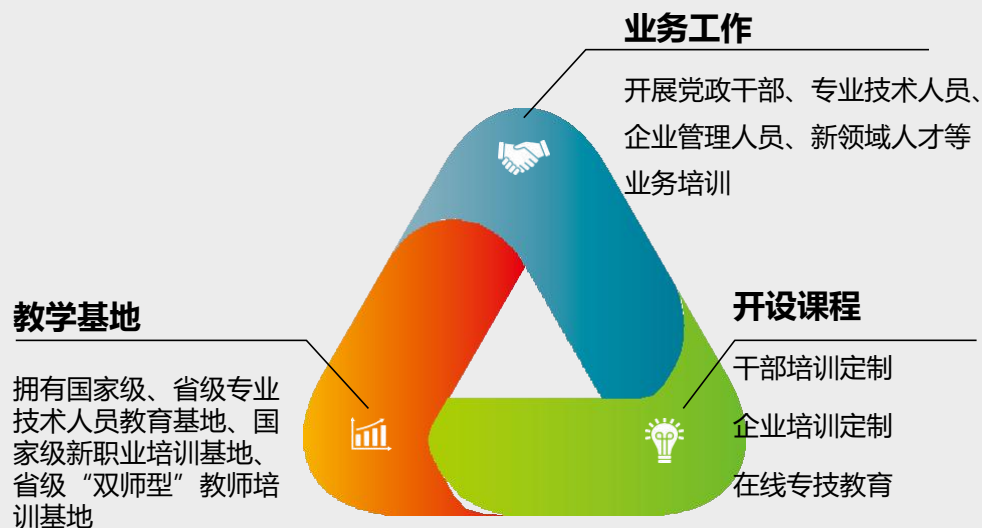 业务工作
开展党政干部、专业技术人员、
企业管理人员、新领域人才等
业务培训
教学基地
拥有国家级、省级专业
技术人员教育基地、国
家级新职业培训基地、
省级“双师型”教师培
训基地
开设课程
干部培训定制
企业培训定制
在线专技教育